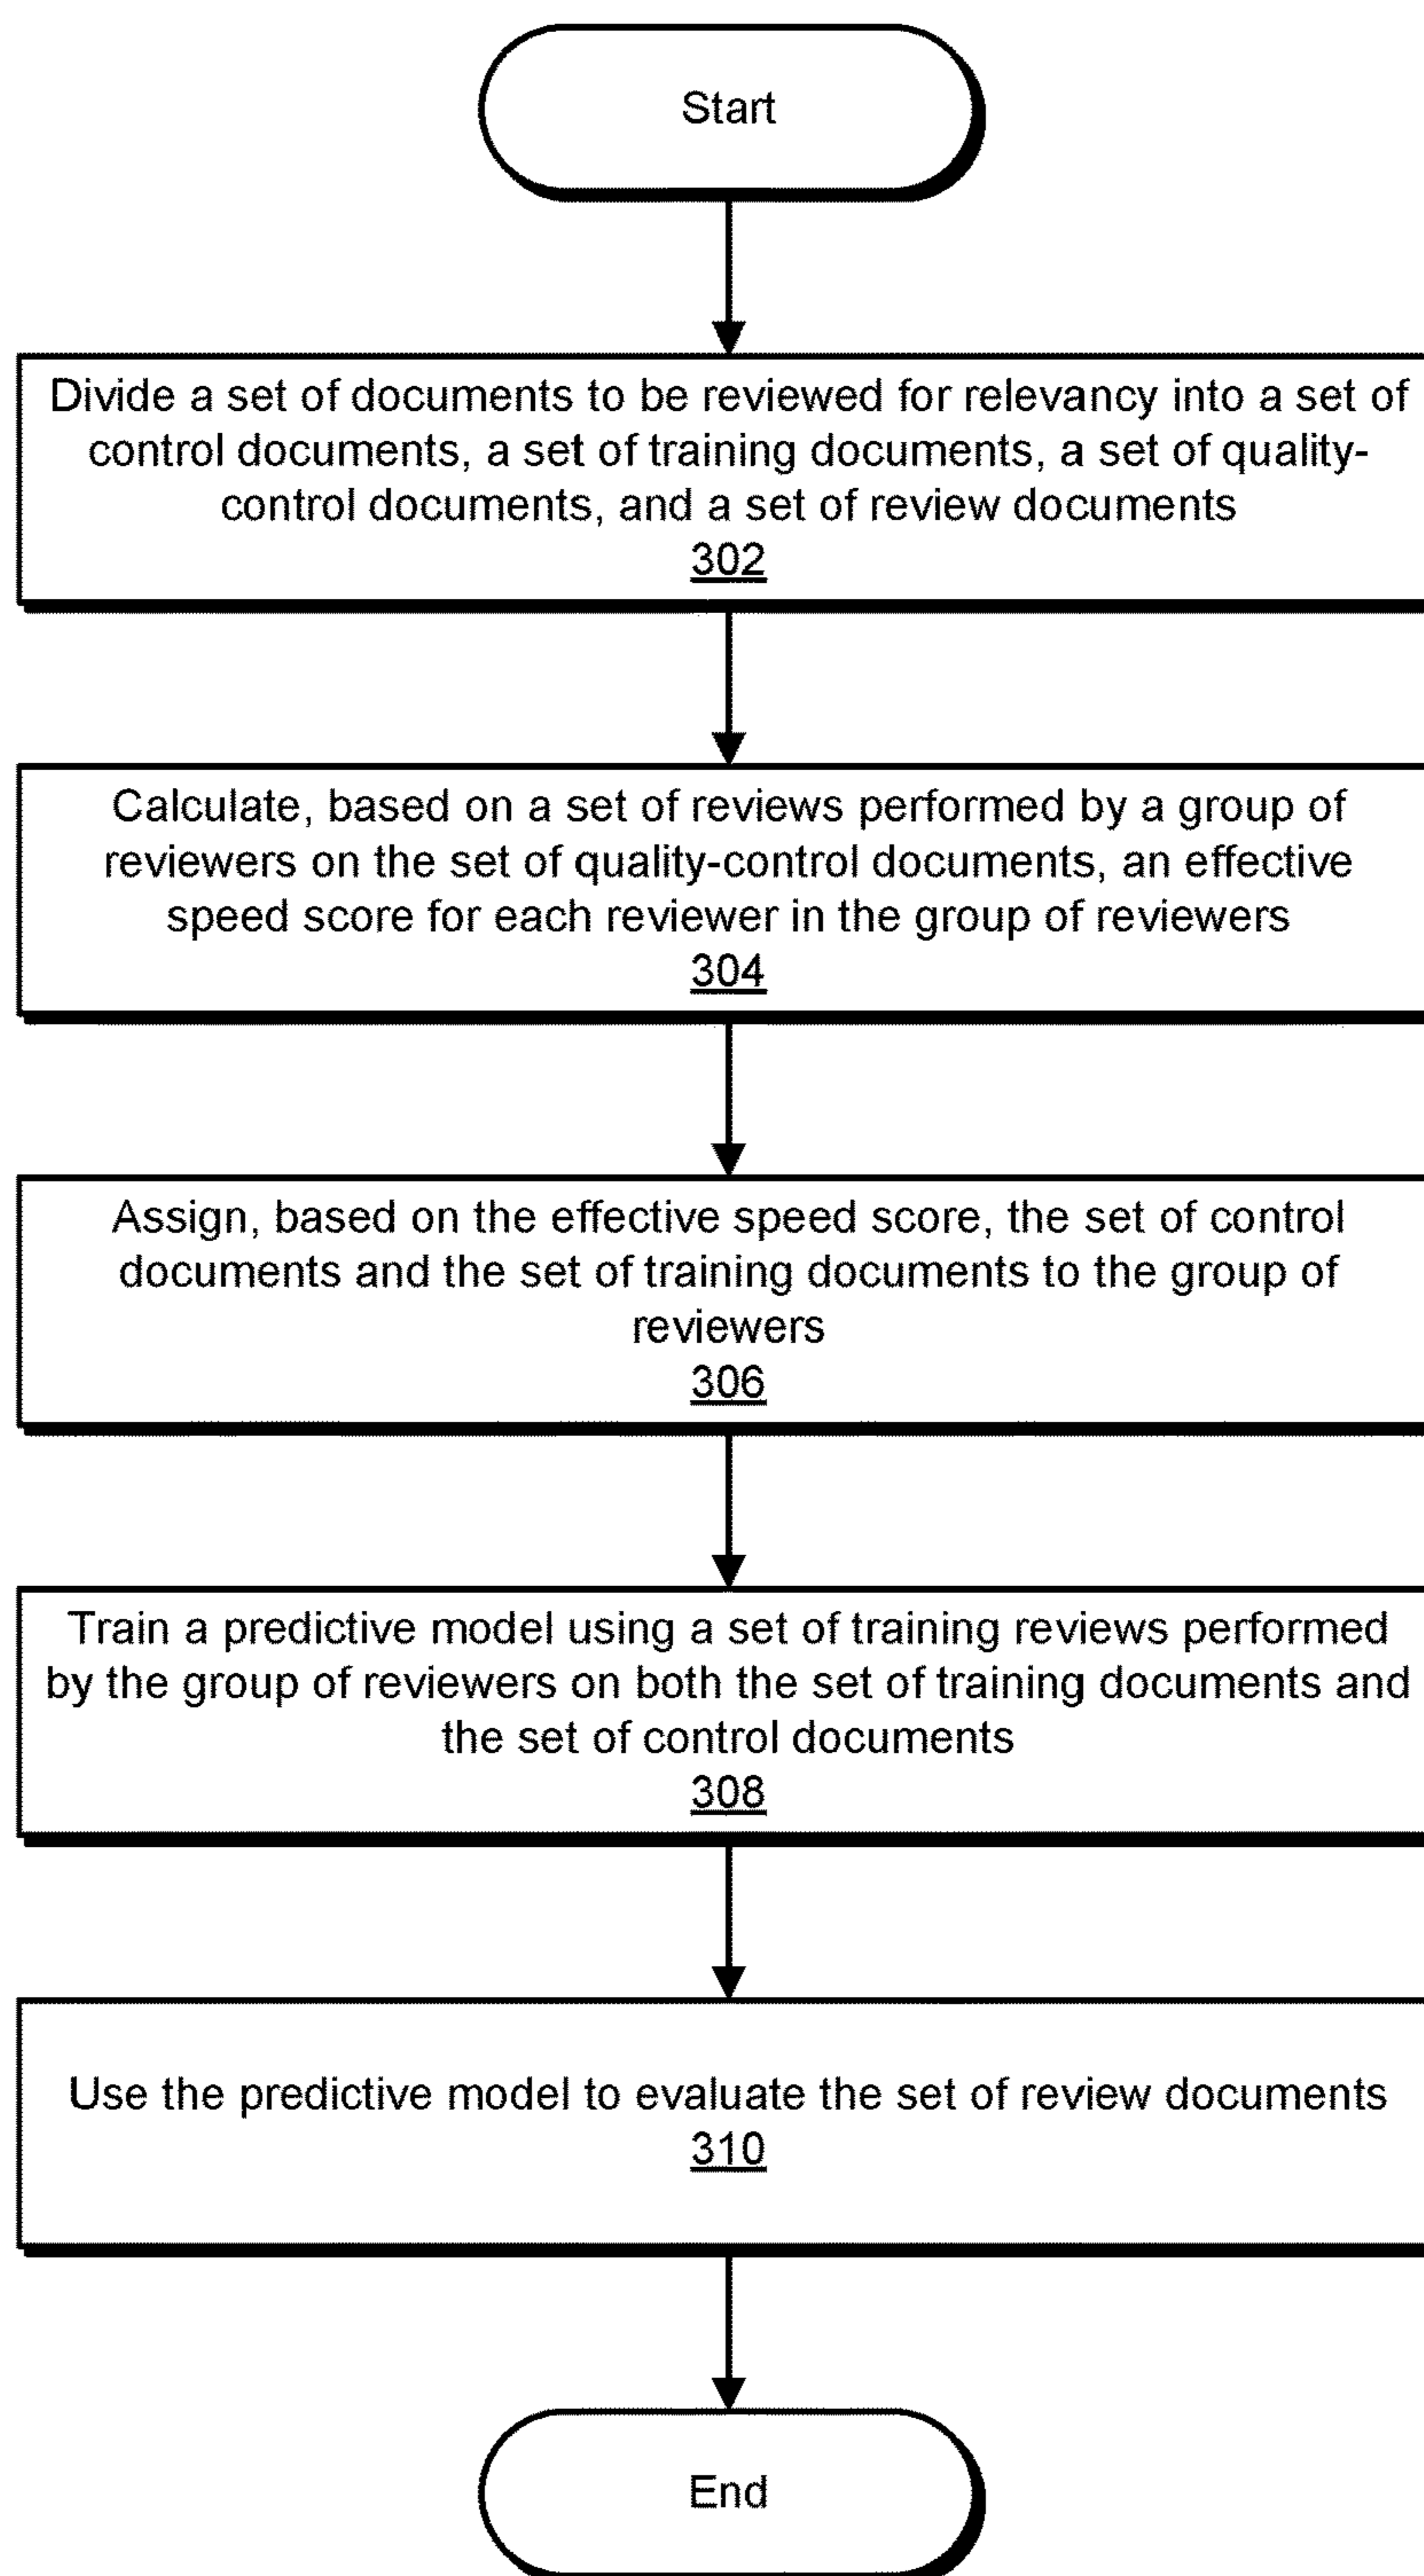 Start
Divide a set of documents to be reviewed for relevancy into a set of
control documents, a set of training documents, a set of quality-
control documents, and a set of review documents
302
Calculate, based on a set of reviews performed by a group of
reviewers on the set of quality-control documents, an effective
speed score for each reviewer in the group of reviewers
304
Assign, based on the effective speed score, the set of control
documents and the set of training documents to the group of
reviewers
306
Train a predictive model using a set of training reviews performed
by the group of reviewers on both the set of training documents and
the set of control documents
308
Use the predictive model to evaluate the set of review documents
310
End